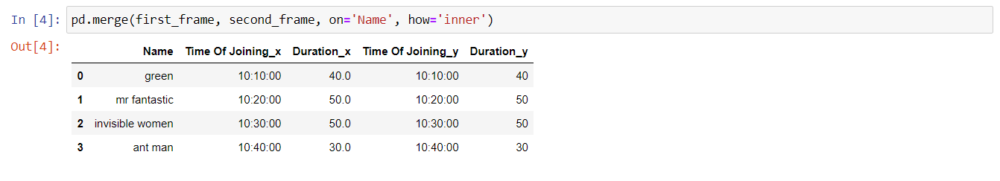 In [4]: pd.merge(first_frame, second_frame, on='Name', how='inner')
Out[4]:
Name Time Of Joining_x Duration_x Time Of Joining_y Duration_y
0 green 10:10:00 40.0 10:10:00 40
1 mr fantastic 10:20:00 50.0 10:20:00 50
2 invisible women 10:30:00 50.0 10:30:00 50
3 ant man 10:40:00 30.0 10:40:00 30